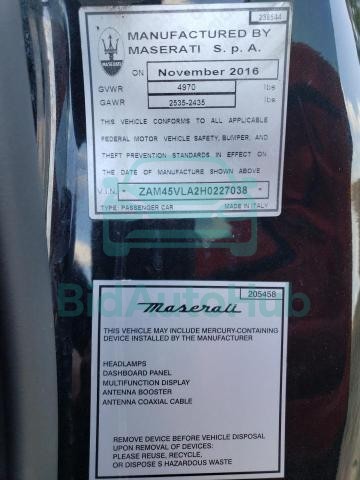 238544
MANUFACTURED BY
MASERATI S.p.A.
MASERATI
ON November 2016
GVWR 4970 lbs
GAWR 2535-2435 lbs
THIS VEHICLE CONFORMS TO ALL APPLICABLE
FEDERAL MOTOR VEHICLE SAFETY, BUMPER, AND
THEFT PREVENTION STANDARDS IN EFFECT ON
THE DATE OF MANUFACTURE SHOWN ABOVE
V.I.N. * ZAM45VLA2H0227038 *
TYPE: PASSENGER CAR MADE IN ITALY
BidAutoHub
205458
Maserati
THIS VEHICLE MAY INCLUDE MERCURY-CONTAINING
DEVICE INSTALLED BY THE MANUFACTURER
HEADLAMPS
DASHBOARD PANEL
MULTIFUNCTION DISPLAY
ANTENNA BOOSTER
ANTENNA COAXIAL CABLE
REMOVE DEVICE BEFORE VEHICLE DISPOSAL
UPON REMOVAL OF DEVICES:
PLEASE REUSE, RECYCLE,
OR DISPOSE S HAZARDOUS WASTE